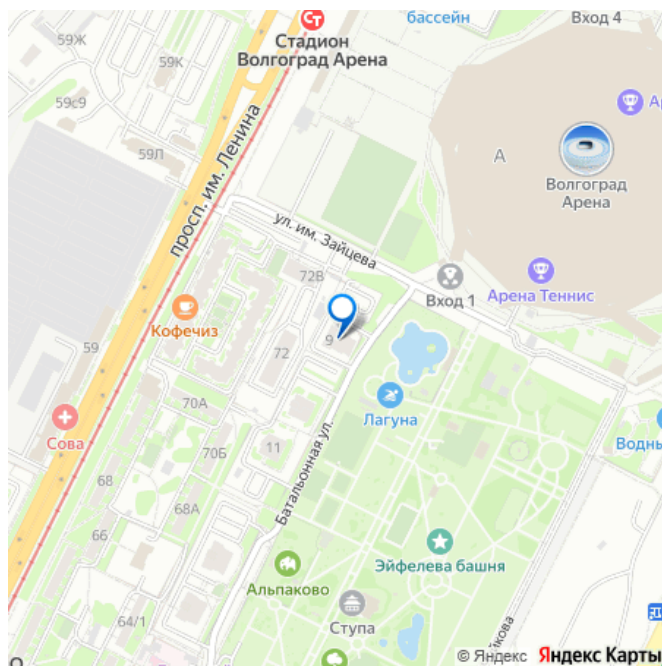 бассейн
Вход 4
59Ж
Стадион
Волгоград Арена
59К
59с9
59Л
А
Волгоград
Арена
просп. им. Ленина
ул. им. Зайцева
72В
Вход 1
Арена Теннис
Кофечиз
9
59
72
70А
Лагуна
Сова
Водны
70Б
11
Батальонная ул.
68
68А
66
Эйфелева башня
Альпаково
64/1
Ступа
йкова
© Яндекс Яндекс Карты